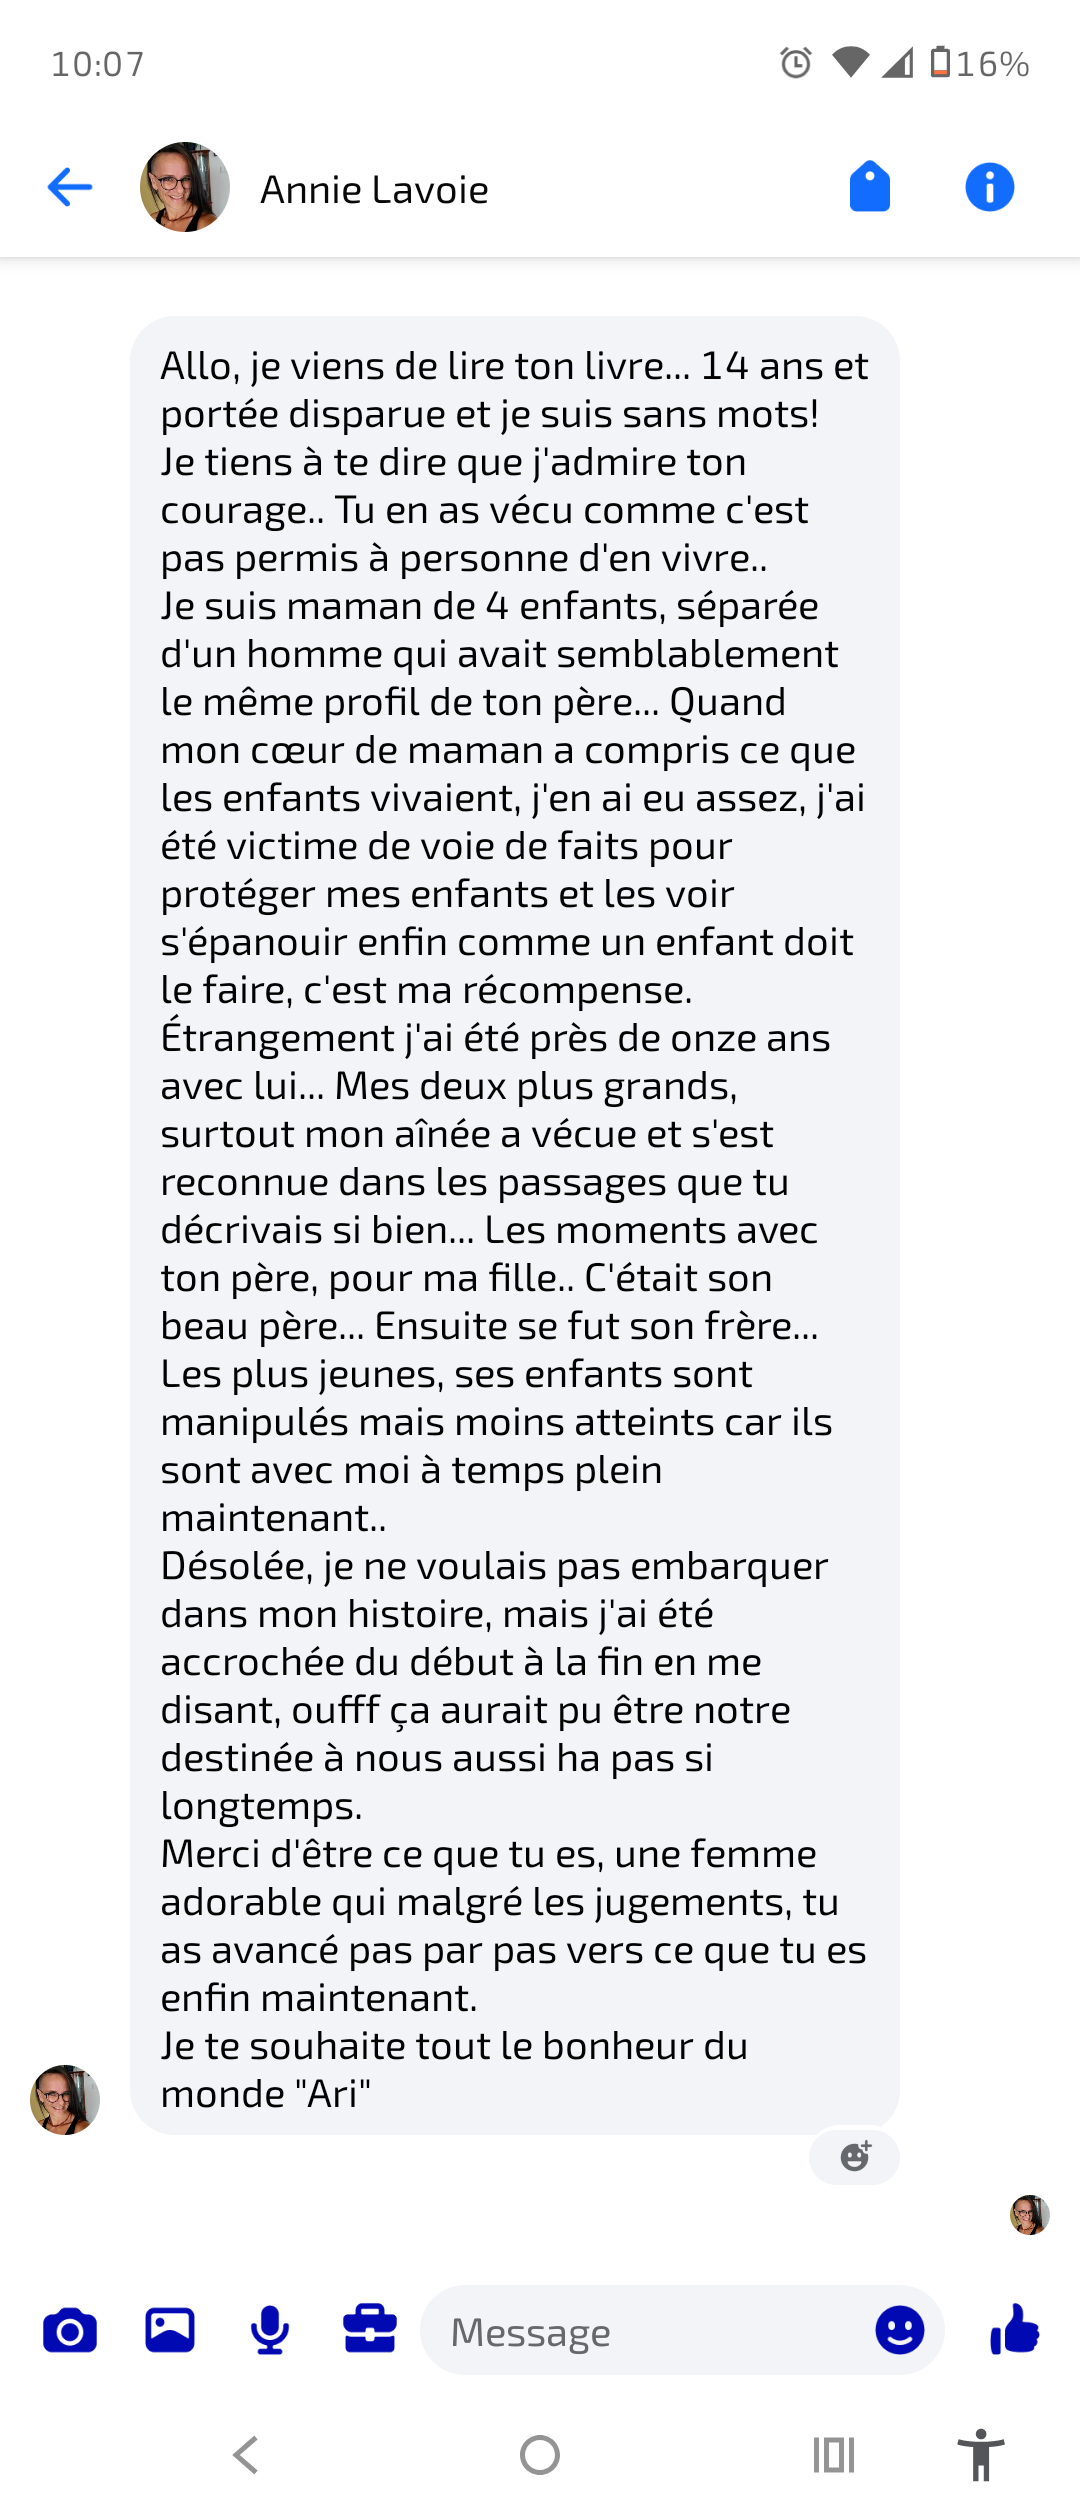 10:07
16%
Annie Lavoie
Allo, je viens de lire ton livre... 14 ans et
portée disparue et je suis sans mots!
Je tiens à te dire que j'admire ton
courage.. Tu en as vécu comme c'est
pas permis à personne d'en vivre..
Je suis maman de 4 enfants, séparée
d'un homme qui avait semblablement
le même profil de ton père... Quand
mon cœur de maman a compris ce que
les enfants vivaient, j'en ai eu assez, j'ai
été victime de voie de faits pour
protéger mes enfants et les voir
s'épanouir enfin comme un enfant doit
le faire, c'est ma récompense.
Étrangement j'ai été près de onze ans
avec lui... Mes deux plus grands,
surtout mon aînée a vécue et s'est
reconnue dans les passages que tu
décrivais si bien... Les moments avec
ton père, pour ma fille.. C'était son
beau père... Ensuite se fut son frère...
Les plus jeunes, ses enfants sont
manipulés mais moins atteints car ils
sont avec moi à temps plein
maintenant..
Désolée, je ne voulais pas embarquer
dans mon histoire, mais j'ai été
accrochée du début à la fin en me
disant, oufff ça aurait pu être notre
destinée à nous aussi ha pas si
longtemps.
Merci d'être ce que tu es, une femme
adorable qui malgré les jugements, tu
as avancé pas par pas vers ce que tu es
enfin maintenant.
Je te souhaite tout le bonheur du
monde "Ari"
Message